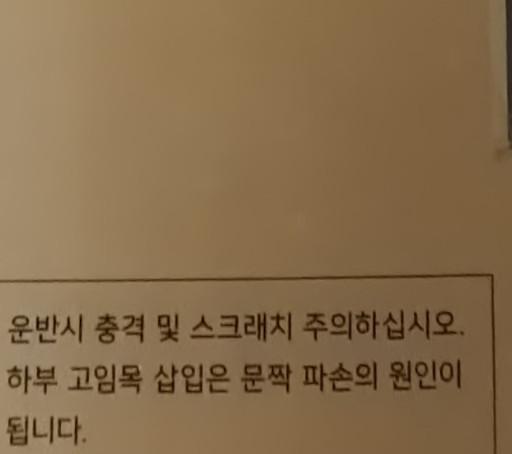 운반시 충격 및 스크래치 주의하십시오.
하부 고임목 삽입은 문짝 파손의 원인이
됩니다.